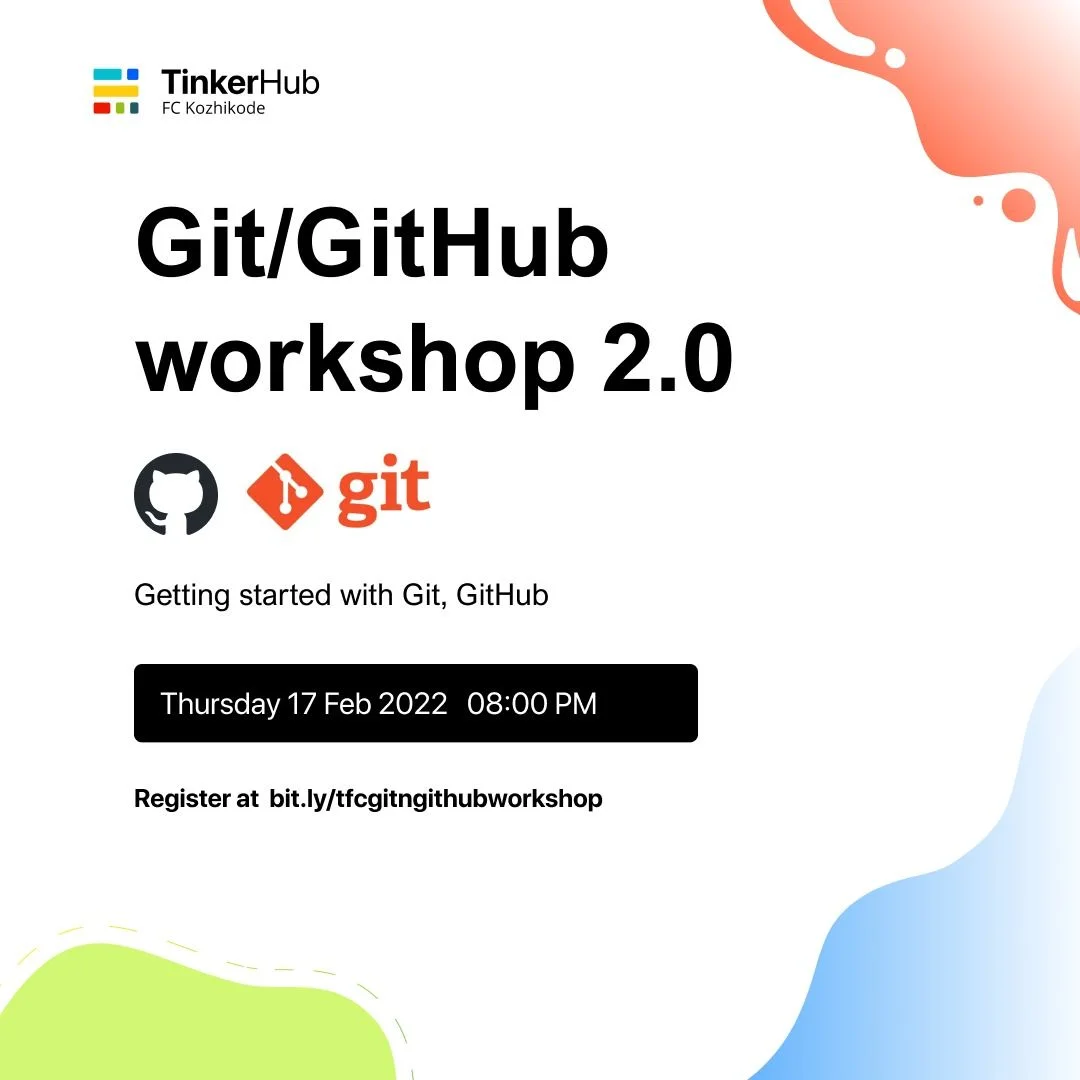 TinkerHub
FC Kozhikode
Git/GitHub
workshop 2.0
git
Getting started with Git, GitHub
Thursday 17 Feb 2022 08:00 PM
Register at bit.ly/tfcgitngithubworkshop